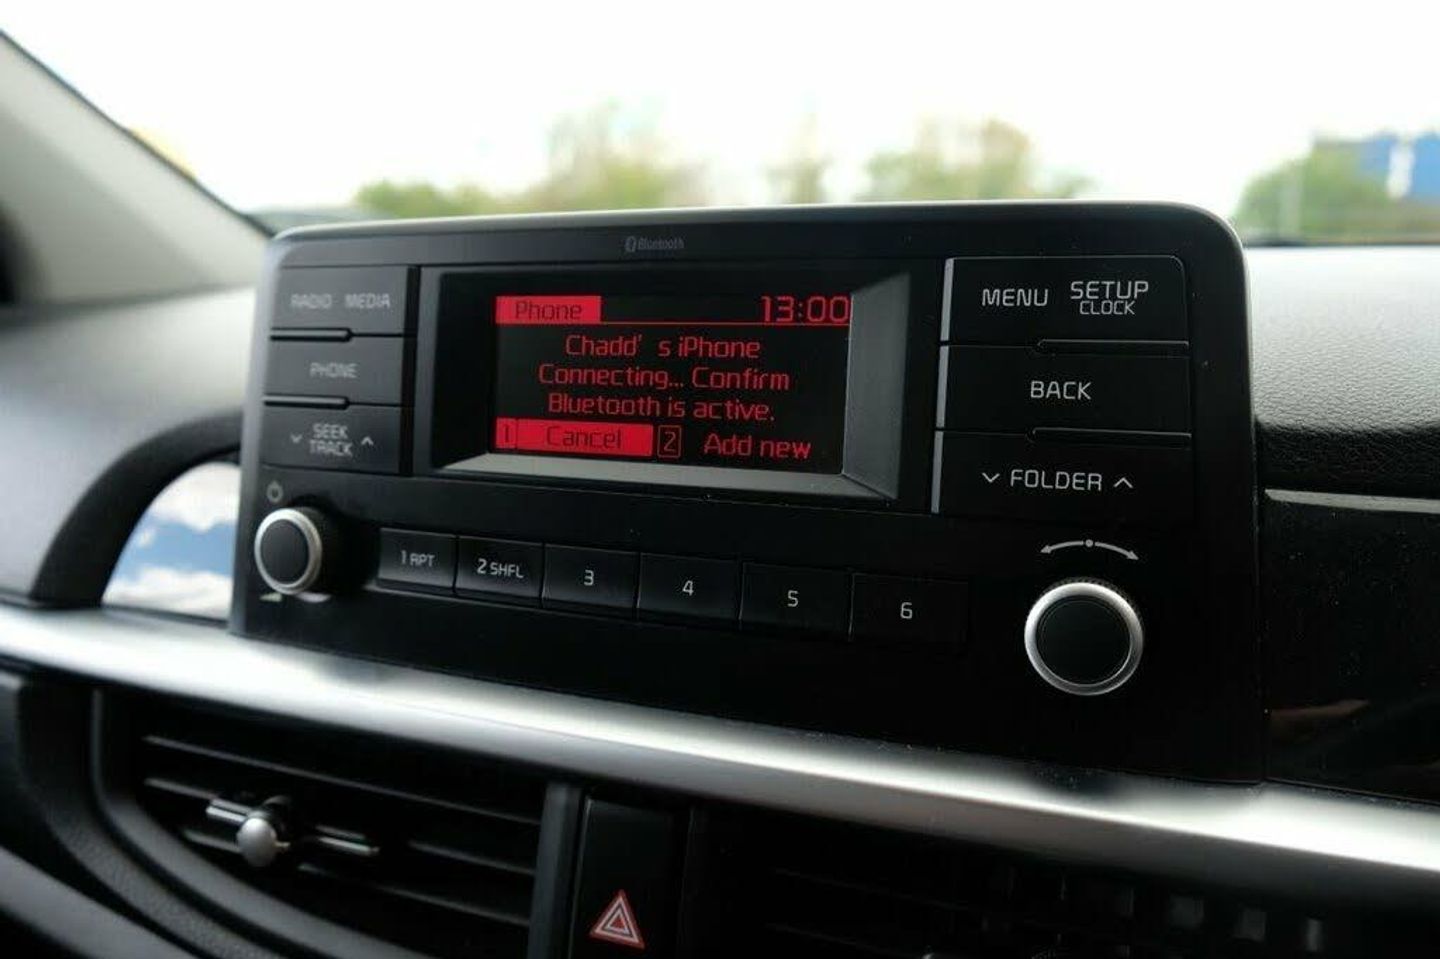 Bluetooth
RADIO MEDIA
PHONE
SEEK
TRACK
Phone 13:00
Chadd' s iPhone
Connecting... Confirm
Bluetooth is active.
1 Cancel 2 Add new
MENU SETUP
CLOCK
BACK
FOLDER
1 RPT 2 SHFL 3 4 5 6